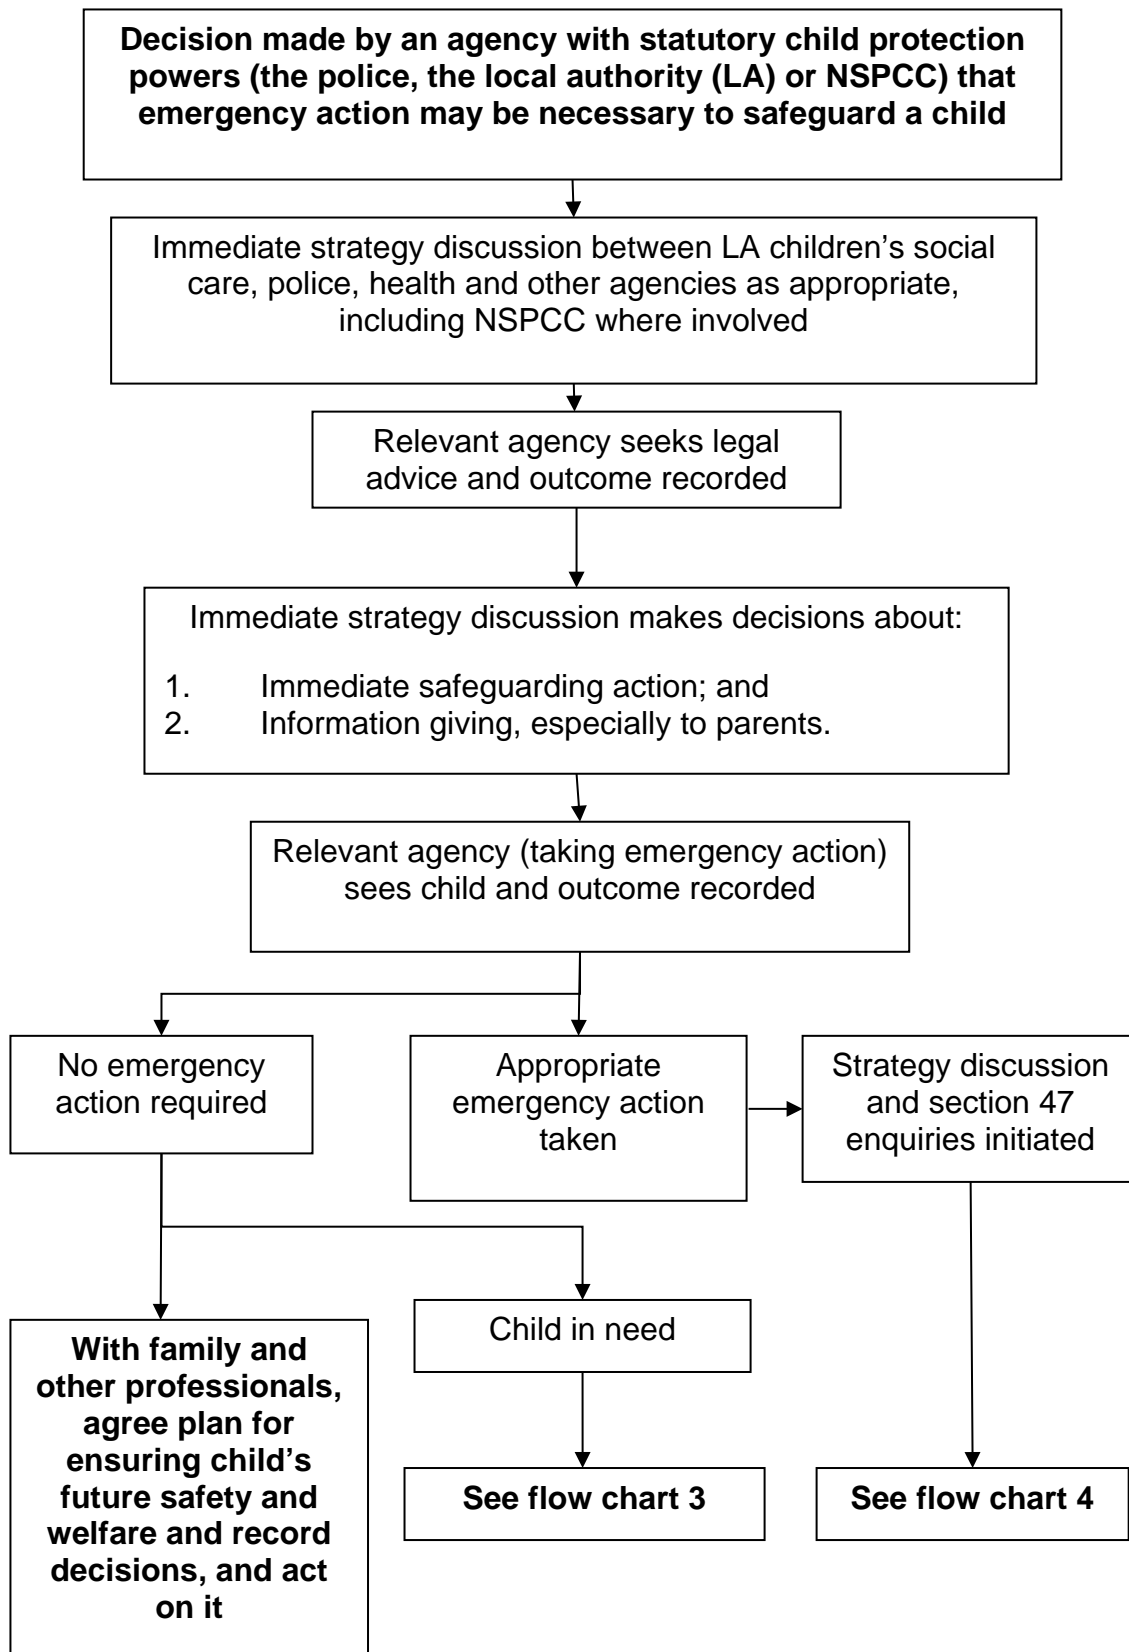 Decision made by an agency with statutory child protection
powers (the police, the local authority (LA) or NSPCC) that
emergency action may be necessary to safeguard a child
Immediate strategy discussion between LA children’s social
care, police, health and other agencies as appropriate,
including NSPCC where involved
Relevant agency seeks legal
advice and outcome recorded
Immediate strategy discussion makes decisions about:
1. Immediate safeguarding action; and
2. Information giving, especially to parents.
Relevant agency (taking emergency action)
sees child and outcome recorded
No emergency
action required
Appropriate
emergency action
taken
Strategy discussion
and section 47
enquiries initiated
With family and
other professionals,
agree plan for
ensuring child’s
future safety and
welfare and record
decisions, and act
on it
Child in need
See flow chart 3
See flow chart 4